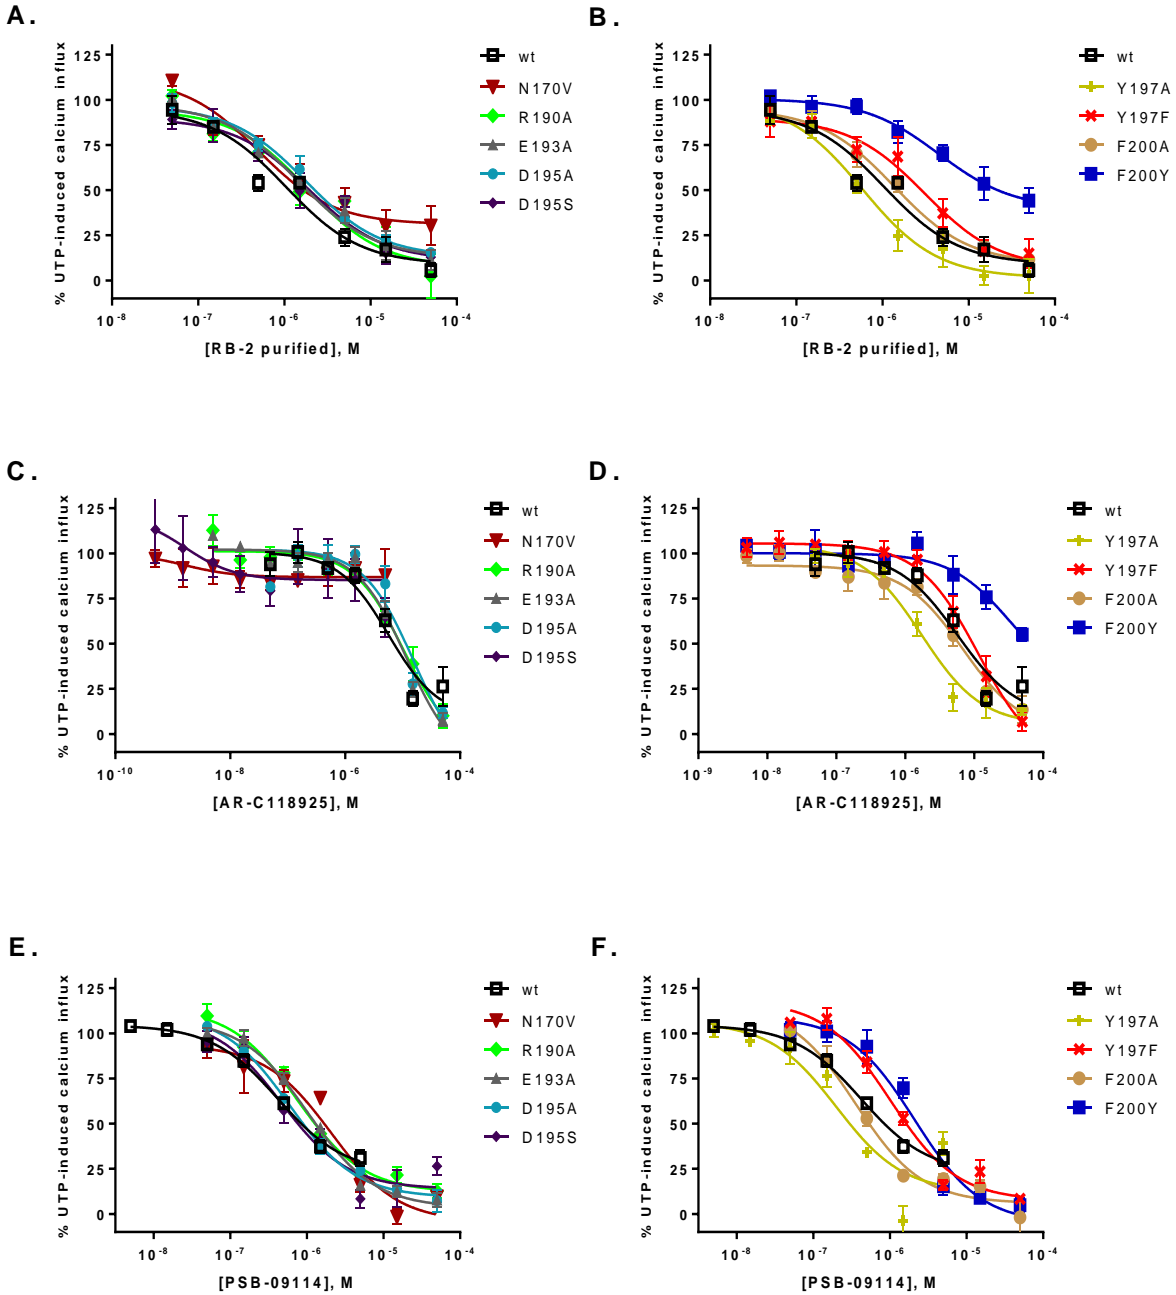 A.
% UTP-induced calcium influx
125
100
75
50
25
0
10-8
10-7
10-6
10-5
10-4
[RB-2 purified], M
wt
N170V
R190A
E193A
D195A
D195S
B.
% UTP-induced calcium influx
125
100
75
50
25
0
10-8
10-7
10-6
10-5
10-4
[RB-2 purified], M
wt
Y197A
Y197F
F200A
F200Y
C.
% UTP-induced calcium influx
125
100
75
50
25
0
10-10
10-8
10-6
10-4
[AR-C118925], M
wt
N170V
R190A
E193A
D195A
D195S
D.
% UTP-induced calcium influx
125
100
75
50
25
0
10-9
10-8
10-7
10-6
10-5
10-4
[AR-C118925], M
wt
Y197A
Y197F
F200A
F200Y
E.
% UTP-induced calcium influx
125
100
75
50
25
0
10-8
10-7
10-6
10-5
10-4
[PSB-09114], M
wt
N170V
R190A
E193A
D195A
D195S
F.
% UTP-induced calcium influx
125
100
75
50
25
0
10-8
10-7
10-6
10-5
10-4
[PSB-09114], M
wt
Y197A
Y197F
F200A
F200Y